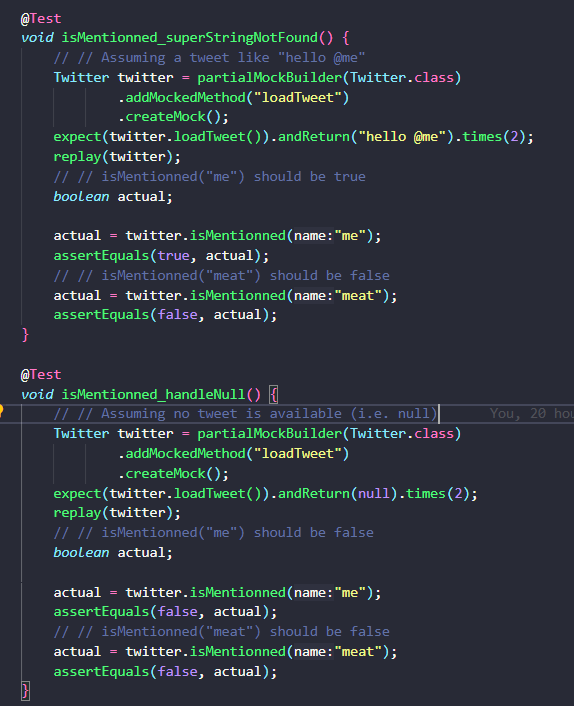 @Test
void isMentionned_superStringNotFound() {
// // Assuming a tweet like "hello @me"
Twitter twitter = partialMockBuilder(Twitter.class)
.addMockedMethod("loadTweet")
.createMock();
expect(twitter.loadTweet()).andReturn("hello @me").times(2);
replay(twitter);
// // isMentionned("me") should be true
boolean actual;
actual = twitter.isMentionned(name:"me");
assertEquals(true, actual);
// // isMentionned("meat") should be false
actual = twitter.isMentionned(name:"meat");
assertEquals(false, actual);
}
@Test
void isMentionned_handleNull() {
// // Assuming no tweet is available (i.e. null) You, 20 hou
Twitter twitter = partialMockBuilder(Twitter.class)
.addMockedMethod("loadTweet")
.createMock();
expect(twitter.loadTweet()).andReturn(null).times(2);
replay(twitter);
// // isMentionned("me") should be false
boolean actual;
actual = twitter.isMentionned(name:"me");
assertEquals(false, actual);
// // isMentionned("meat") should be false
actual = twitter.isMentionned(name:"meat");
assertEquals(false, actual);
}